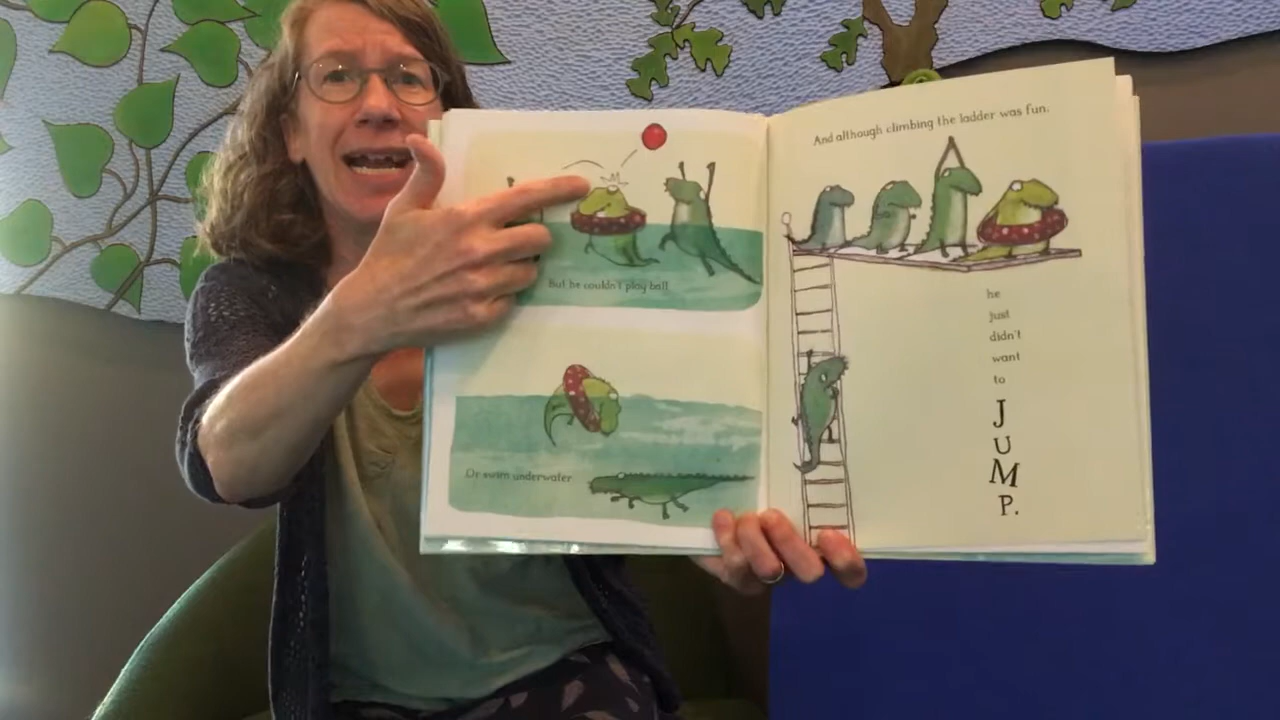 But he couldn't play ball
Or swim underwater
And although climbing the ladder was fun,
he
just
didn't
want
to
J
U
M
P.